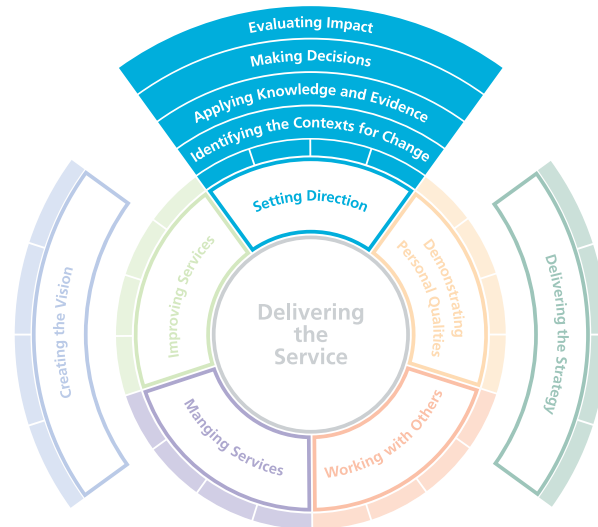 Evaluating Impact
Making Decisions
Applying Knowledge and Evidence
Identifying the Contexts for Change
Setting Direction
Improving Services
Demonstrating
Personal Qualities
Creating the Vision
Delivering
the
Service
Delivering the Strategy
Manging Services
Working with Others